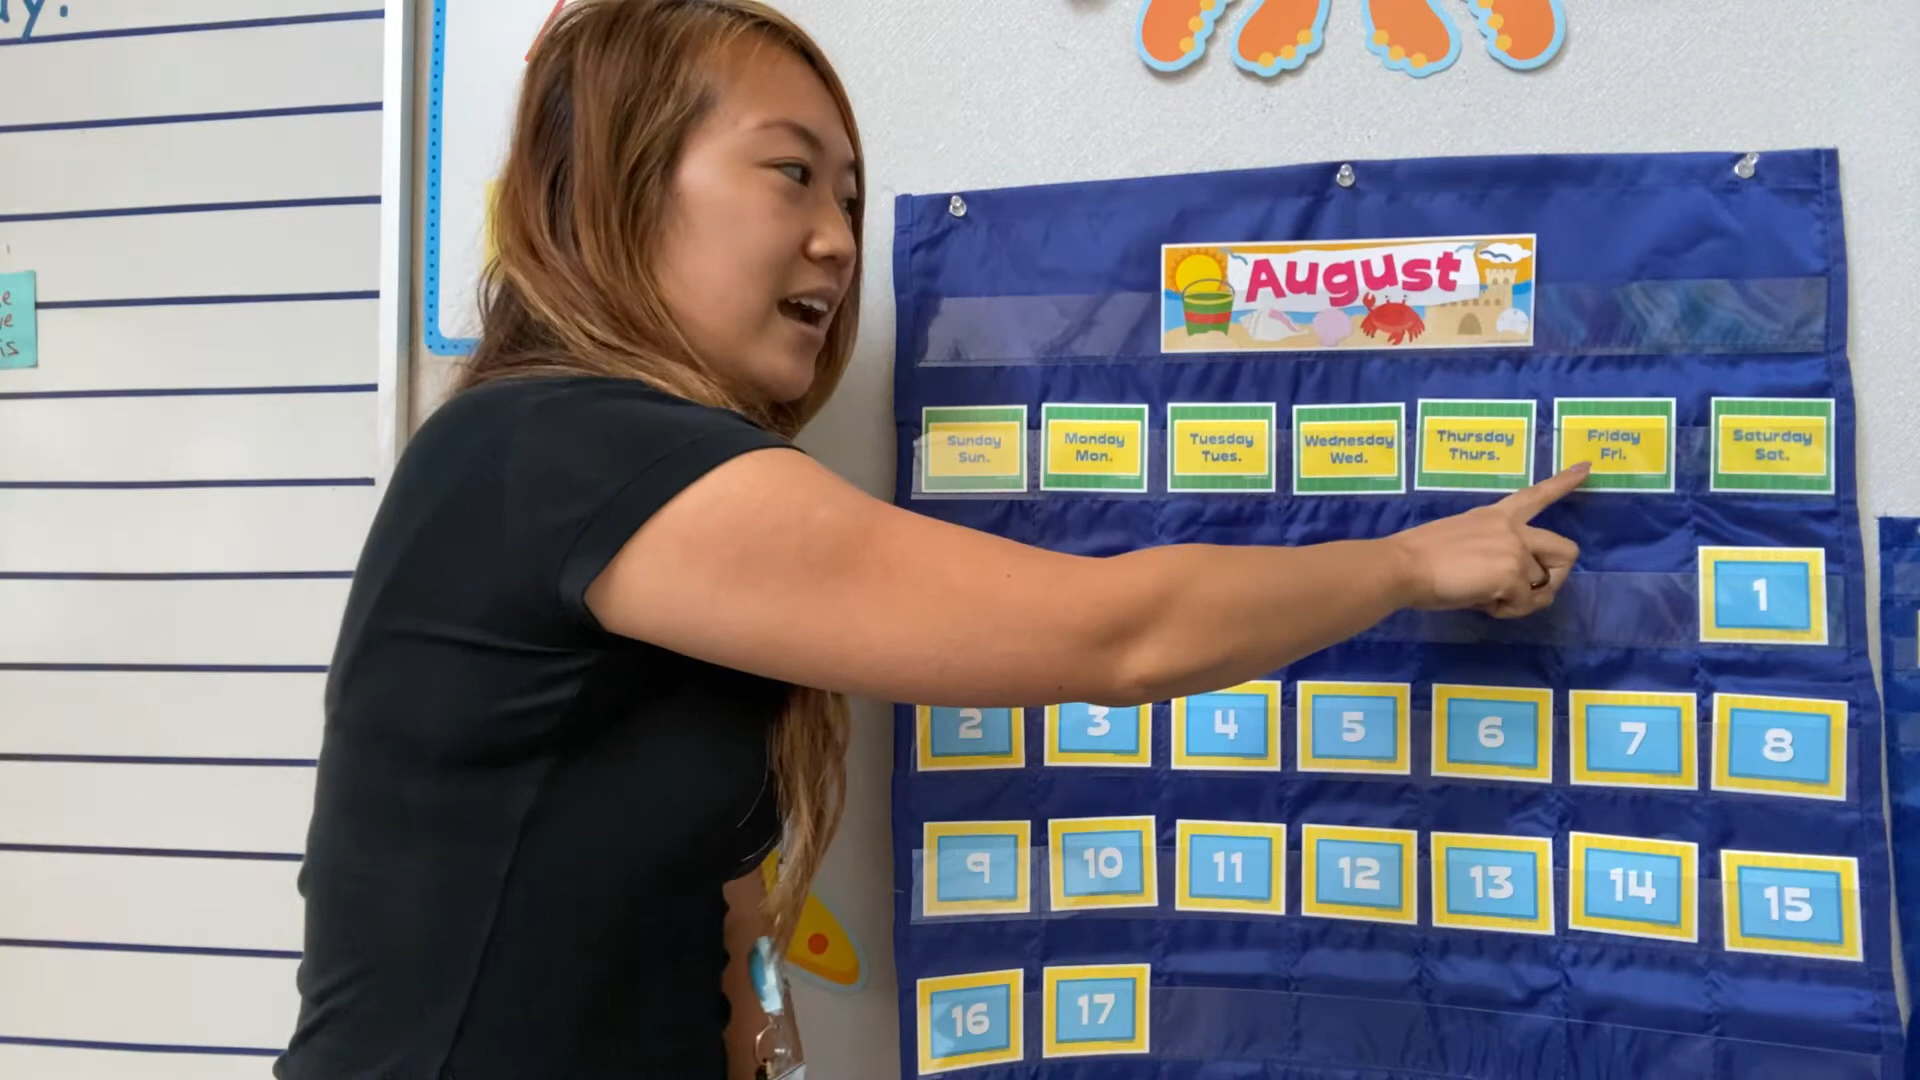 August
Sunday
Sun.
Monday
Mon.
Tuesday
Tues.
Wednesday
Wed.
Thursday
Thurs.
Friday
Fri.
Saturday
Sat.
1
2 3 4 5 6 7 8
9 10 11 12 13 14 15
16 17